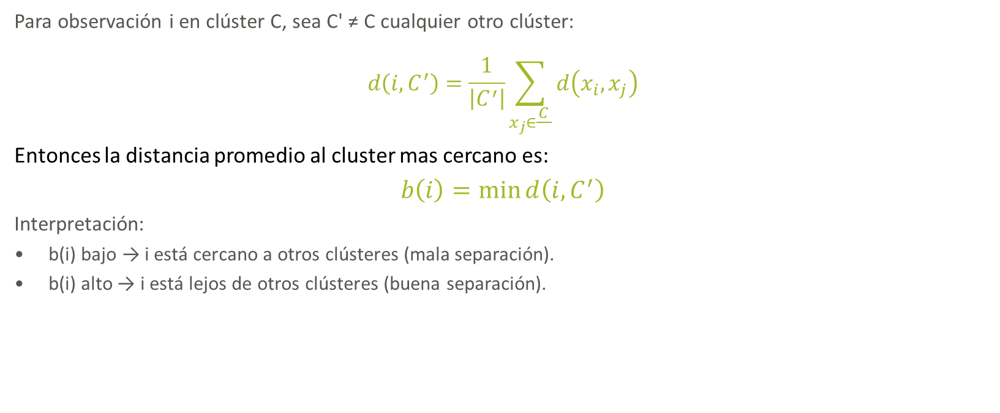 Para observación i en clúster C, sea C' ≠ C cualquier otro clúster:
d(i, C′) = 1/|C′| ∑ x_j∈C d(x_i, x_j)
Entonces la distancia promedio al cluster mas cercano es:
b(i) = min d(i, C′)
Interpretación:
• b(i) bajo → i está cercano a otros clústeres (mala separación).
• b(i) alto → i está lejos de otros clústeres (buena separación).